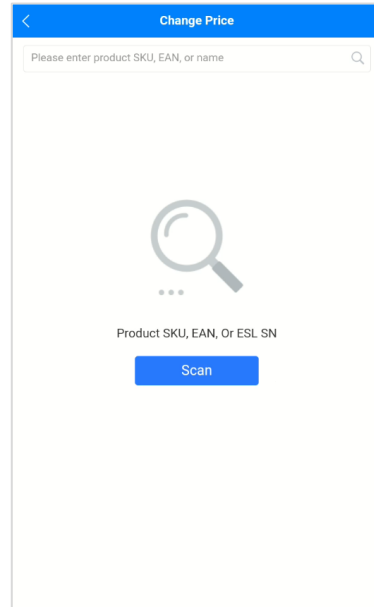 Change Price
Please enter product SKU, EAN, or name
Product SKU, EAN, Or ESL SN
Scan